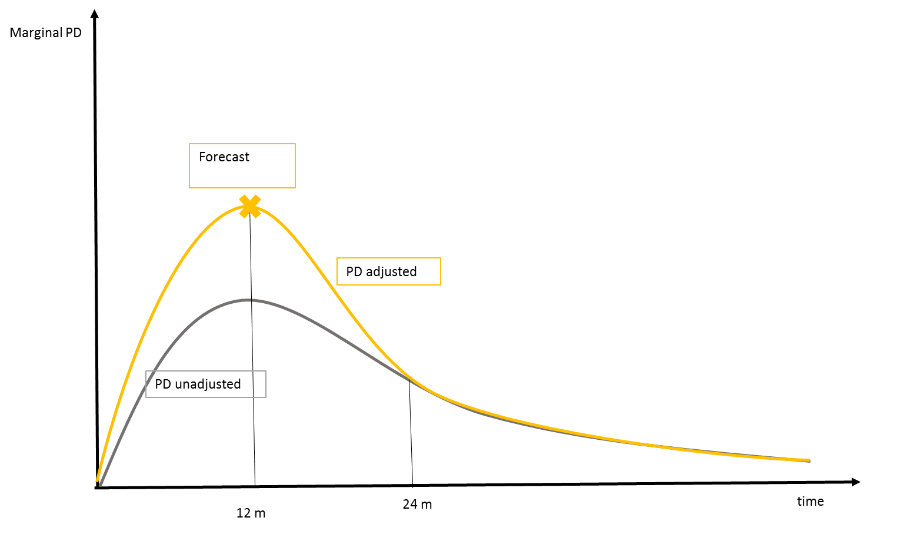 Marginal PD
Forecast
PD adjusted
PD unadjusted
12 m
24 m
time